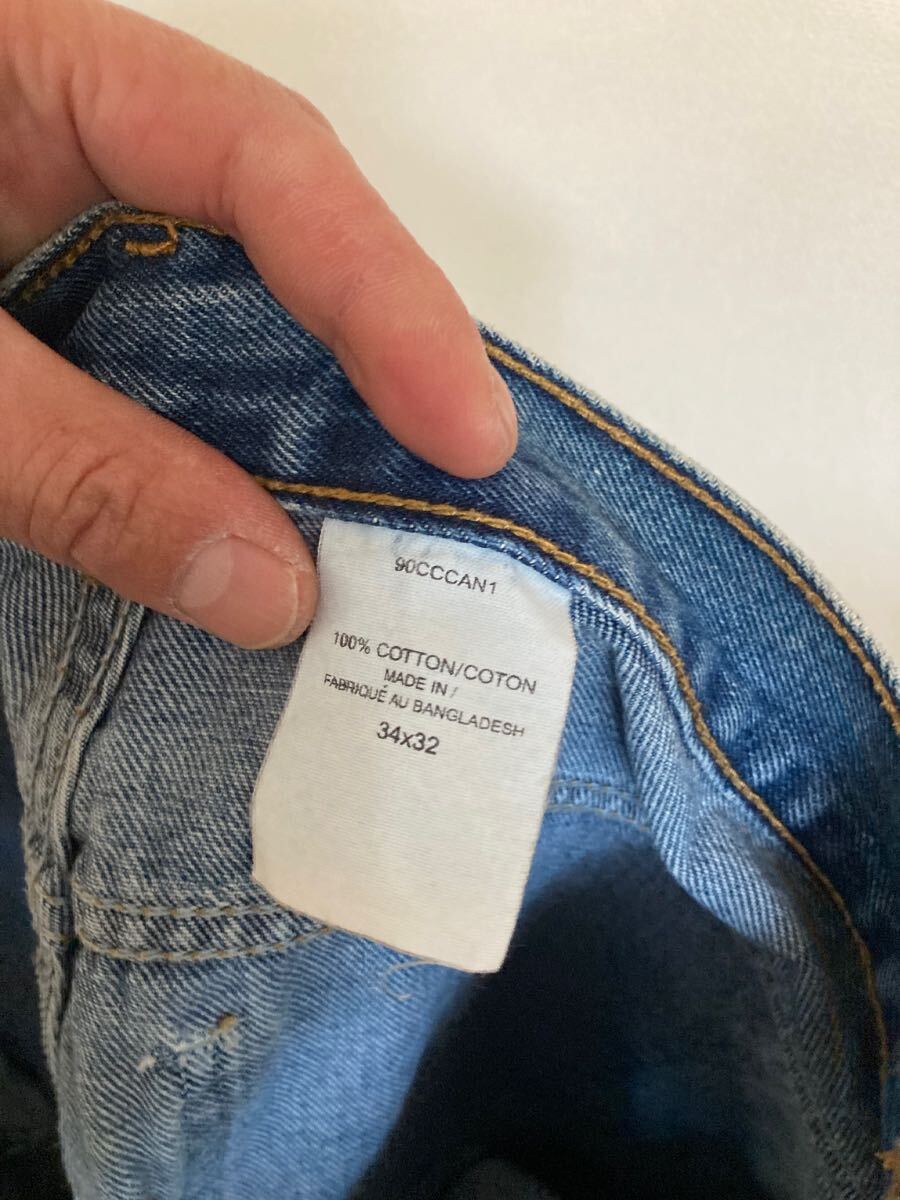 90CCCAN1
100% COTTON/COTON
MADE IN/
FABRIQUÉ AU BANGLADESH
34x32